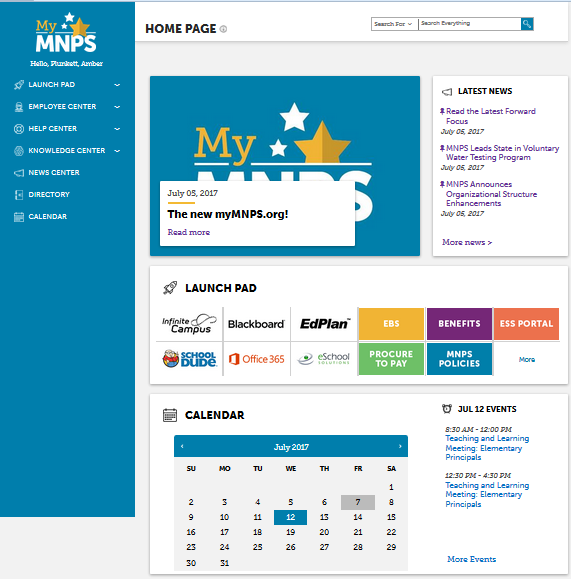 My
MNPS
Hello, Plunkett, Amber
LAUNCH PAD
EMPLOYEE CENTER
HELP CENTER
KNOWLEDGE CENTER
NEWS CENTER
DIRECTORY
CALENDAR
HOME PAGE
Search For
Search Everything
My
MNPS
July 05, 2017
The new myMNPS.org!
Read more
LATEST NEWS
Read the Latest Forward
Focus
July 05, 2017
MNPS Leads State in Voluntary
Water Testing Program
July 05, 2017
MNPS Announces
Organizational Structure
Enhancements
July 05, 2017
More news >
LAUNCH PAD
Infinite
Campus
Blackboard
EdPlan™
EBS
BENEFITS
ESS PORTAL
SCHOOL
DUDE
Office 365
eSchool
SOLUTIONS
PROCURE
TO PAY
MNPS
POLICIES
More
CALENDAR
‹ July 2017 ›
SU MO TU WE TH FR SA
1
2 3 4 5 6 7 8
9 10 11 12 13 14 15
16 17 18 19 20 21 22
23 24 25 26 27 28 29
30 31
JUL 12 EVENTS
8:30 AM - 12:00 PM
Teaching and Learning
Meeting: Elementary
Principals
12:30 PM - 4:30 PM
Teaching and Learning
Meeting: Elementary
Principals
More Events